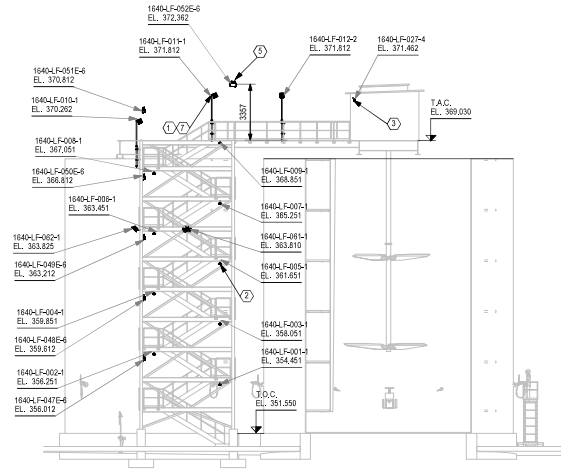 1640-LF-052E-6
EL. 372.362
1640-LF-011-1
EL. 371.812
5
1640-LF-012-2
EL. 371.812
1640-LF-027-4
EL. 371.462
1640-LF-051E-6
EL. 370.812
1640-LF-010-1
EL. 370.262
3357
1
7
3
T.A.C.
EL. 369,030
1640-LF-008-1
EL. 367,051
1640-LF-050E-6
EL. 366.812
1640-LF-009-1
EL. 368.851
1640-LF-006-1
EL. 363.451
1640-LF-007-1
EL. 365.251
1640-LF-062-1
EL. 363.825
1640-LF-061-1
EL. 363.810
1640-LF-049E-6
EL. 363,212
1640-LF-005-1
EL. 361.651
2
1640-LF-004-1
EL. 359.851
1640-LF-003-1
EL. 358.051
1640-LF-048E-6
EL. 359.612
1640-LF-002-1
EL. 356.251
1640-LF-001-1
EL. 354,451
1640-LF-047E-6
EL. 356.012
T.O.C.
EL. 351.550